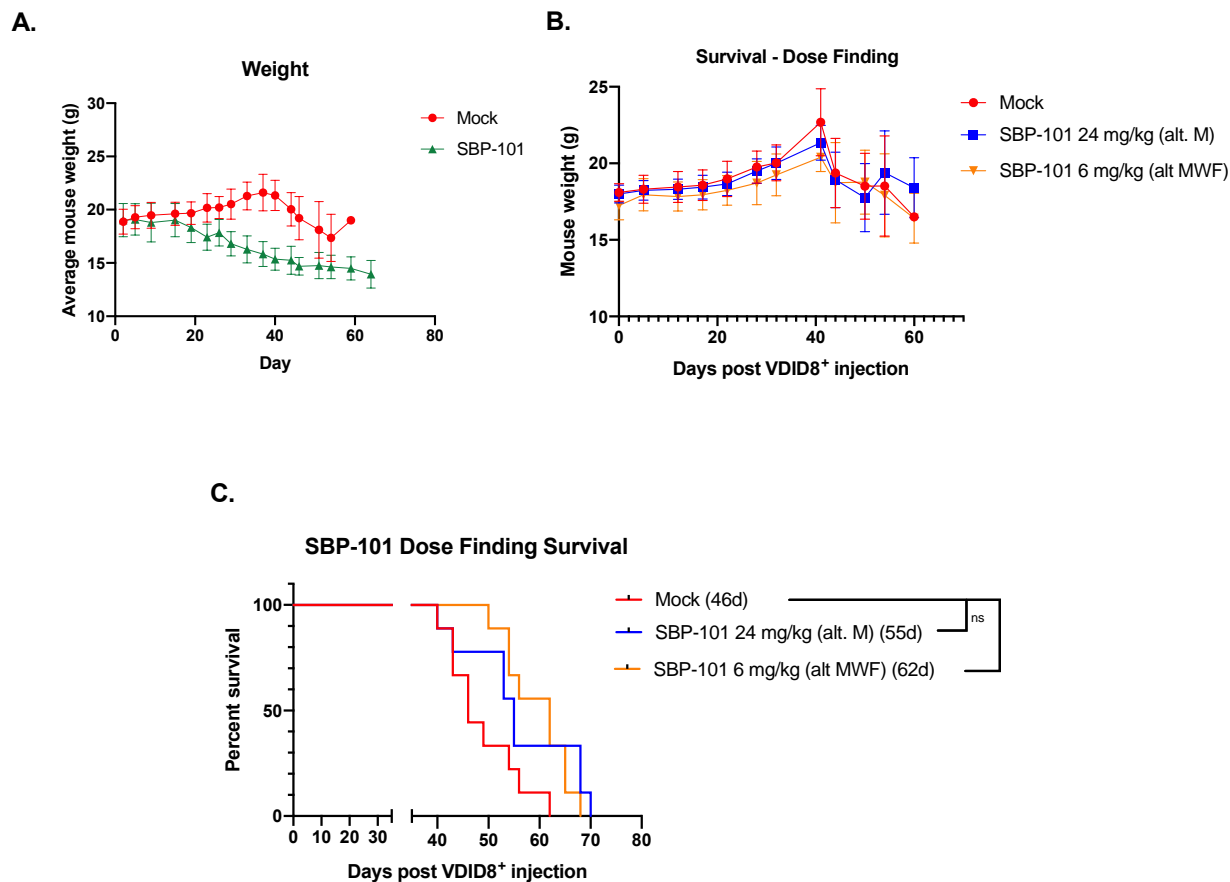 A.
Weight
Average mouse weight (g)
30
25
20
15
10
0
20
40
60
80
Day
Mock
SBP-101
B.
Survival - Dose Finding
Mouse weight (g)
25
20
15
10
0
20
40
60
Days post VDID8⁺ injection
Mock
SBP-101 24 mg/kg (alt. M)
SBP-101 6 mg/kg (alt MWF)
C.
SBP-101 Dose Finding Survival
Percent survival
100
50
0
0
10
20
30
40
50
60
70
80
Days post VDID8⁺ injection
Mock (46d)
SBP-101 24 mg/kg (alt. M) (55d)
SBP-101 6 mg/kg (alt MWF) (62d)
ns